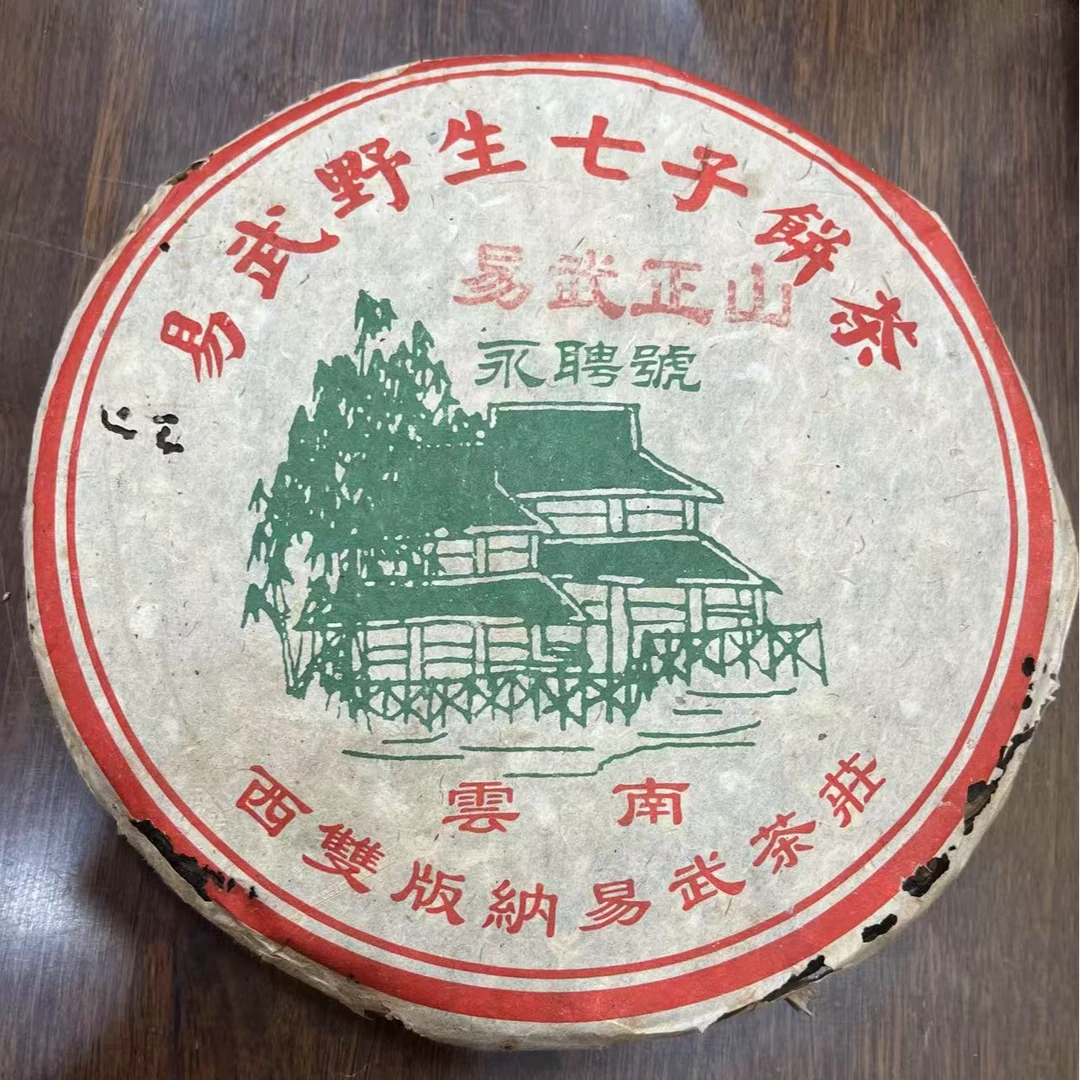 易武野生七子餅茶
易武正山
永聘號
雲南
西雙版納易武茶莊